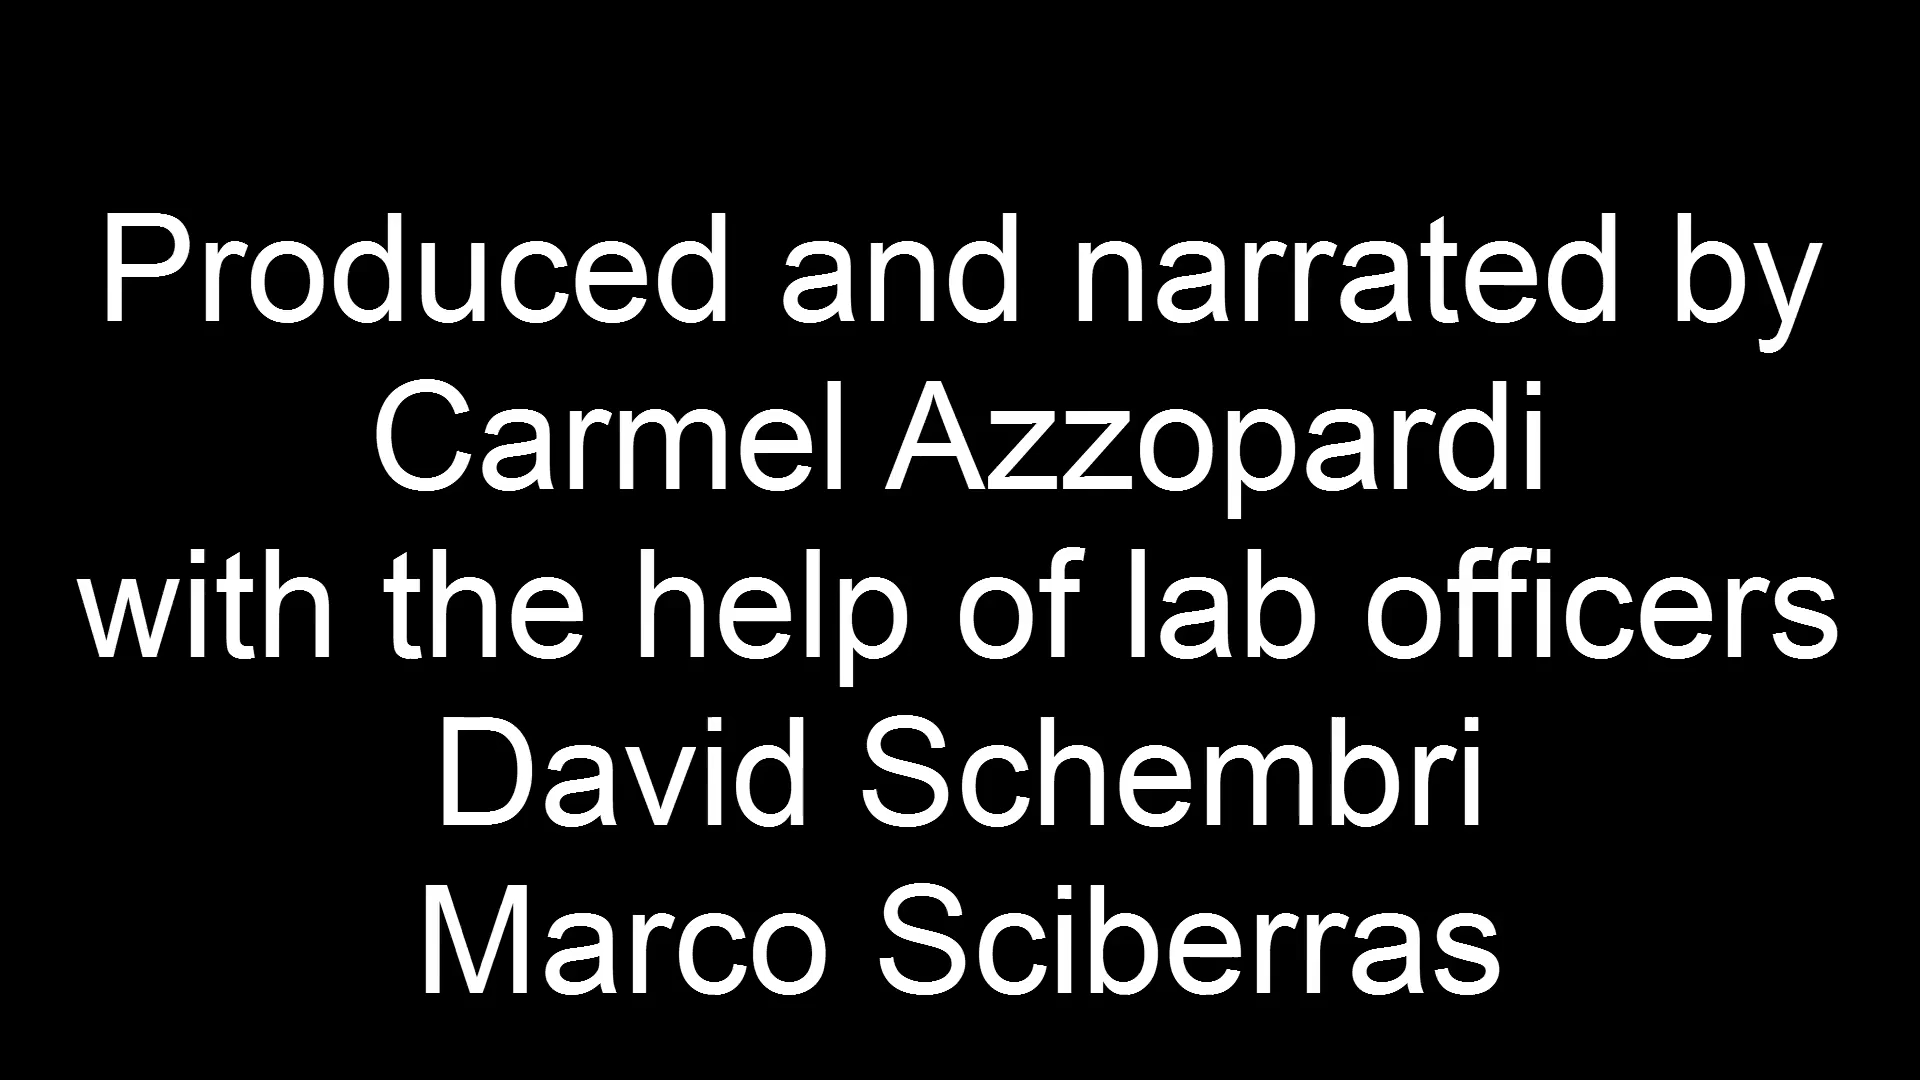 Produced and narrated by
Carmel Azzopardi
with the help of lab officers
David Schembri
Marco Sciberras